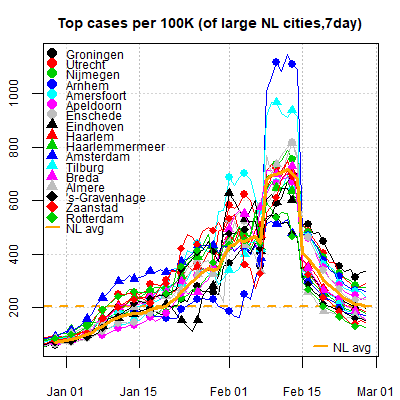 Top cases per 100K (of large NL cities,7day)
1000
800
600
400
200
Groningen
Utrecht
Nijmegen
Arnhem
Amersfoort
Apeldoorn
Enschede
Eindhoven
Haarlem
Haarlemmermeer
Amsterdam
Tilburg
Breda
Almere
's-Gravenhage
Zaanstad
Rotterdam
NL avg
NL avg
Jan 01 Jan 15 Feb 01 Feb 15 Mar 01